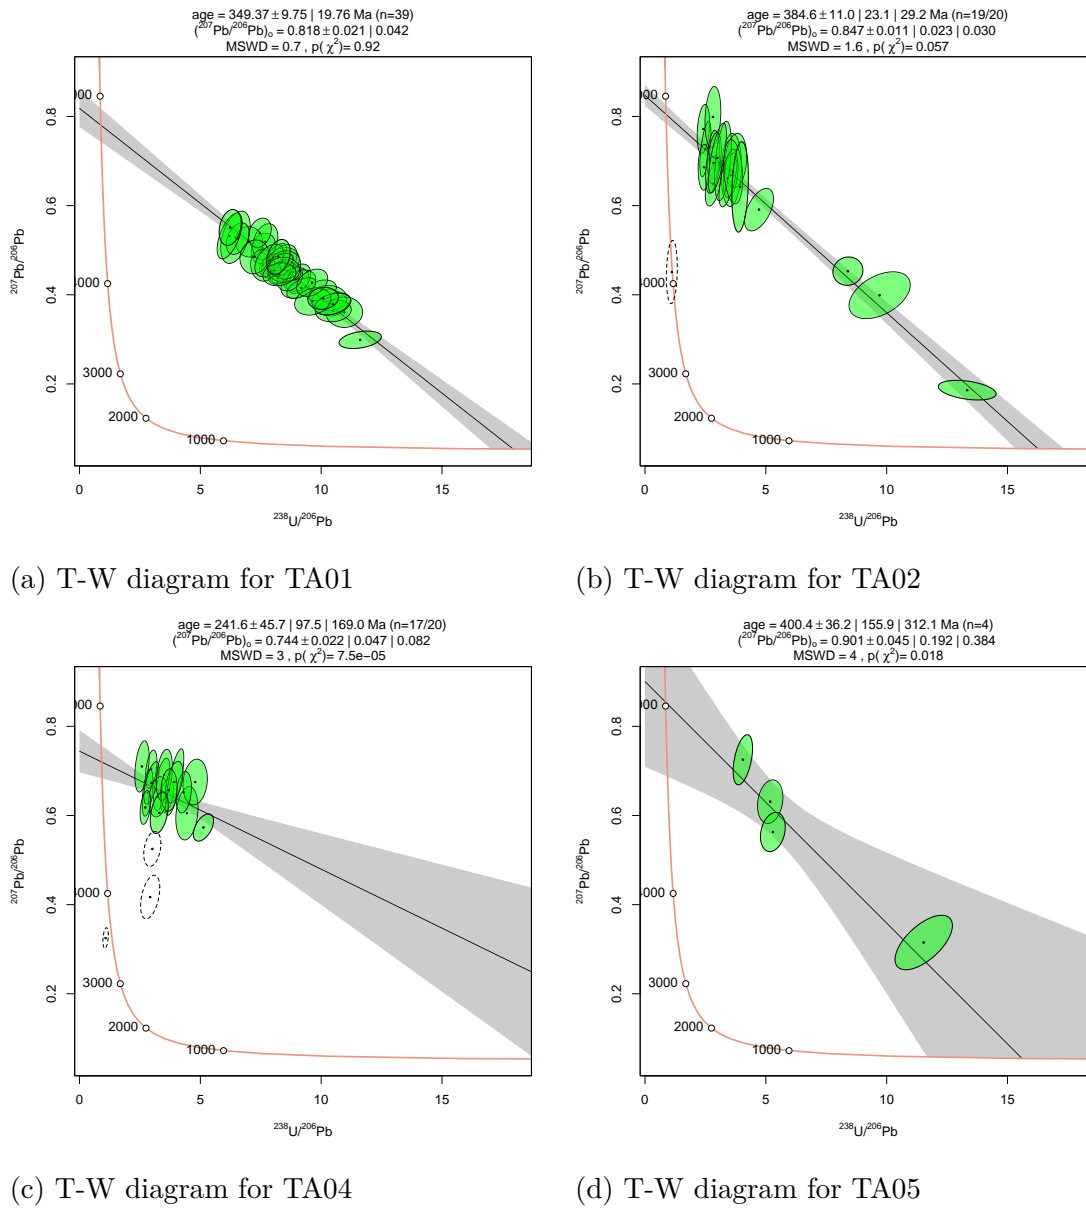 age = 349.37 ± 9.75 | 19.76 Ma (n=39)
(²⁰⁷Pb/²⁰⁶Pb)ₒ = 0.818 ± 0.021 | 0.042
MSWD = 0.7 , p( χ²)= 0.92
000
4000
3000
2000
1000
0.2
0.4
0.6
0.8
²⁰⁷Pb/²⁰⁶Pb
0 5 10 15
²³⁸U/²⁰⁶Pb
(a) T-W diagram for TA01
age = 384.6 ± 11.0 | 23.1 | 29.2 Ma (n=19/20)
(²⁰⁷Pb/²⁰⁶Pb)ₒ = 0.847 ± 0.011 | 0.023 | 0.030
MSWD = 1.6 , p( χ²)= 0.057
000
4000
3000
2000
1000
0.2
0.4
0.6
0.8
²⁰⁷Pb/²⁰⁶Pb
0 5 10 15
²³⁸U/²⁰⁶Pb
(b) T-W diagram for TA02
age = 241.6 ± 45.7 | 97.5 | 169.0 Ma (n=17/20)
(²⁰⁷Pb/²⁰⁶Pb)ₒ = 0.744 ± 0.022 | 0.047 | 0.082
MSWD = 3 , p( χ²)= 7.5e−05
000
4000
3000
2000
1000
0.2
0.4
0.6
0.8
²⁰⁷Pb/²⁰⁶Pb
0 5 10 15
²³⁸U/²⁰⁶Pb
(c) T-W diagram for TA04
age = 400.4 ± 36.2 | 155.9 | 312.1 Ma (n=4)
(²⁰⁷Pb/²⁰⁶Pb)ₒ = 0.901 ± 0.045 | 0.192 | 0.384
MSWD = 4 , p( χ²)= 0.018
000
4000
3000
2000
1000
0.2
0.4
0.6
0.8
²⁰⁷Pb/²⁰⁶Pb
0 5 10 15
²³⁸U/²⁰⁶Pb
(d) T-W diagram for TA05